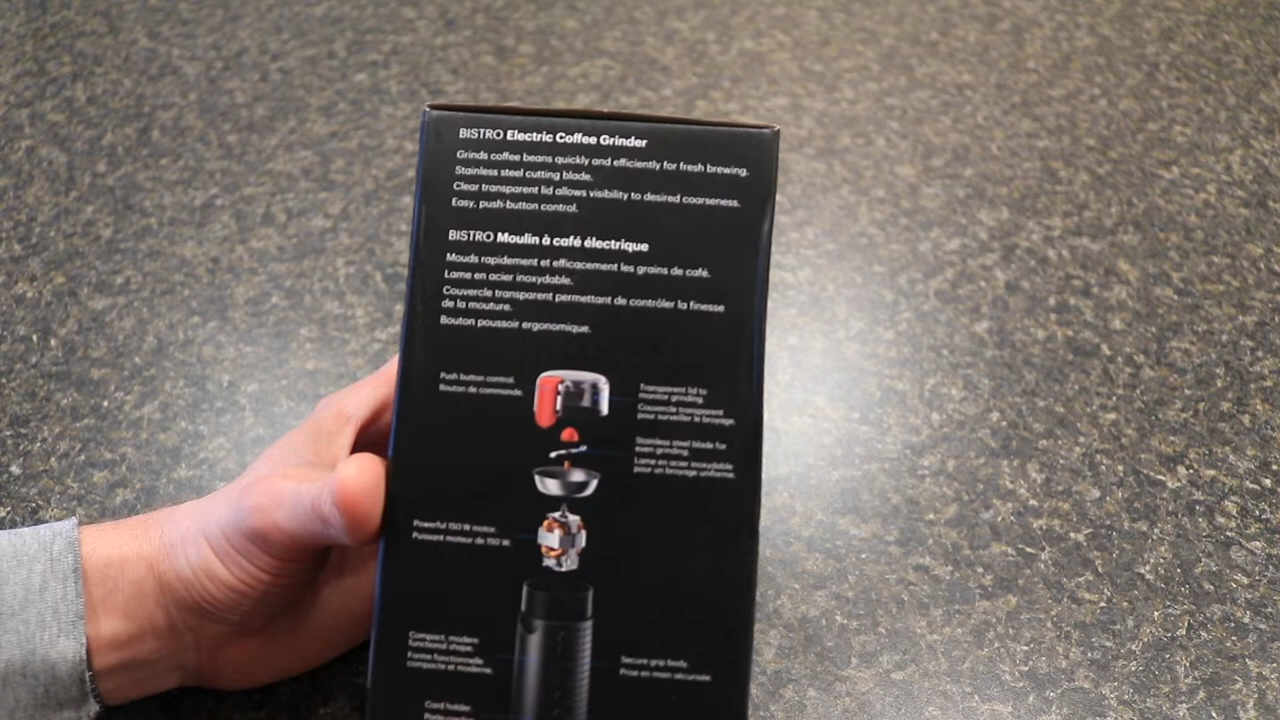 BISTRO Electric Coffee Grinder
Grinds coffee beans quickly and efficiently for fresh brewing.
Stainless steel cutting blade.
Clear transparent lid allows visibility to desired coarseness.
Easy, push-button control.
BISTRO Moulin à café électrique
Mouds rapidement et efficacement les grains de café.
Lame en acier inoxydable.
Couvercle transparent permettant de contrôler la finesse
de la mouture.
Bouton poussoir ergonomique.
Push button control.
Bouton de commande.
Transparent lid to
monitor grinding.
Couvercle transparent
pour surveiller le broyage.
Stainless steel blade for
even grinding.
Lame en acier inoxydable
pour un broyage uniforme.
Powerful 150 W motor.
Puissant moteur de 150 W.
Compact, modern
functional shape.
Forme fonctionnelle
compacte et moderne.
Secure grip body.
Prise en main sécurisée.
Cord holder.